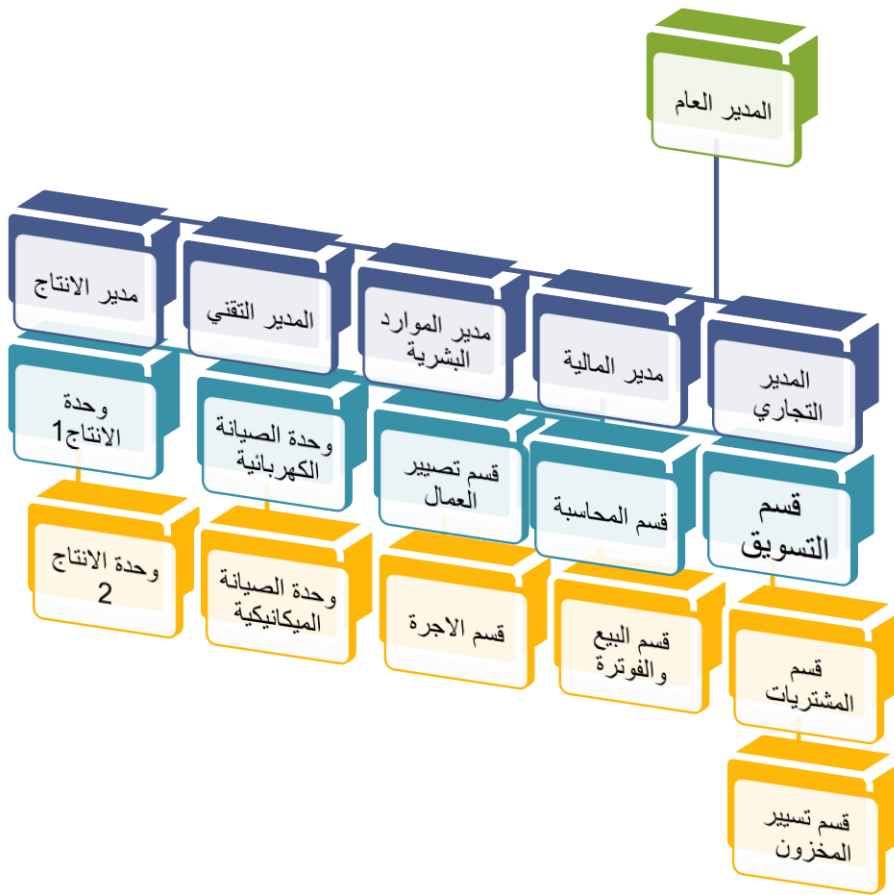 المدير العام
المدير
التجاري
مدير المالية
مدير الموارد
البشرية
المدير التقني
مدير الانتاج
قسم
التسويق
قسم المحاسبة
قسم تصيير
العمال
وحدة الصيانة
الكهربائية
وحدة
الانتاج1
قسم
المشتريات
قسم البيع
والفوترة
قسم الاجرة
وحدة الصيانة
الميكانيكية
وحدة الانتاج
2
قسم تسيير
المخزون